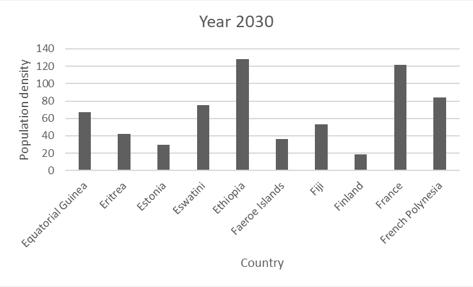 Year 2030
Population density
140
120
100
80
60
40
20
0
Equatorial Guinea
Eritrea
Estonia
Eswatini
Ethiopia
Faeroe Islands
Fiji
Finland
France
French Polynesia
Country